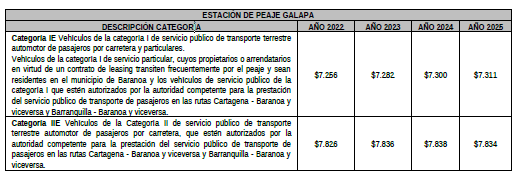 ESTACIÓN DE PEAJE GALAPA
DESCRIPCIÓN CATEGORÍA AÑO 2022 AÑO 2023 AÑO 2024 AÑO 2025
Categoría IE Vehículos de la categoría I de servicio público de transporte terrestre
automotor de pasajeros por carretera y particulares.
Vehículos de la categoría I de servicio particular, cuyos propietarios o arrendatarios
en virtud de un contrato de leasing transiten frecuentemente por el peaje y sean
residentes en el municipio de Baranoa y los vehículos de servicio público de la
categoría I que estén autorizados por la autoridad competente para la prestación
del servicio público de transporte de pasajeros en las rutas Cartagena - Baranoa y
viceversa y Barranquilla - Baranoa y viceversa.
$7.256 $7.282 $7.300 $7.311
Categoría IIE Vehículos de la Categoría II de servicio público de transporte
terrestre automotor de pasajeros por carretera, que estén autorizados por la
autoridad competente para la prestación del servicio público de transporte de
pasajeros en las rutas Cartagena - Baranoa y viceversa y Barranquilla - Baranoa y
viceversa.
$7.826 $7.836 $7.838 $7.834